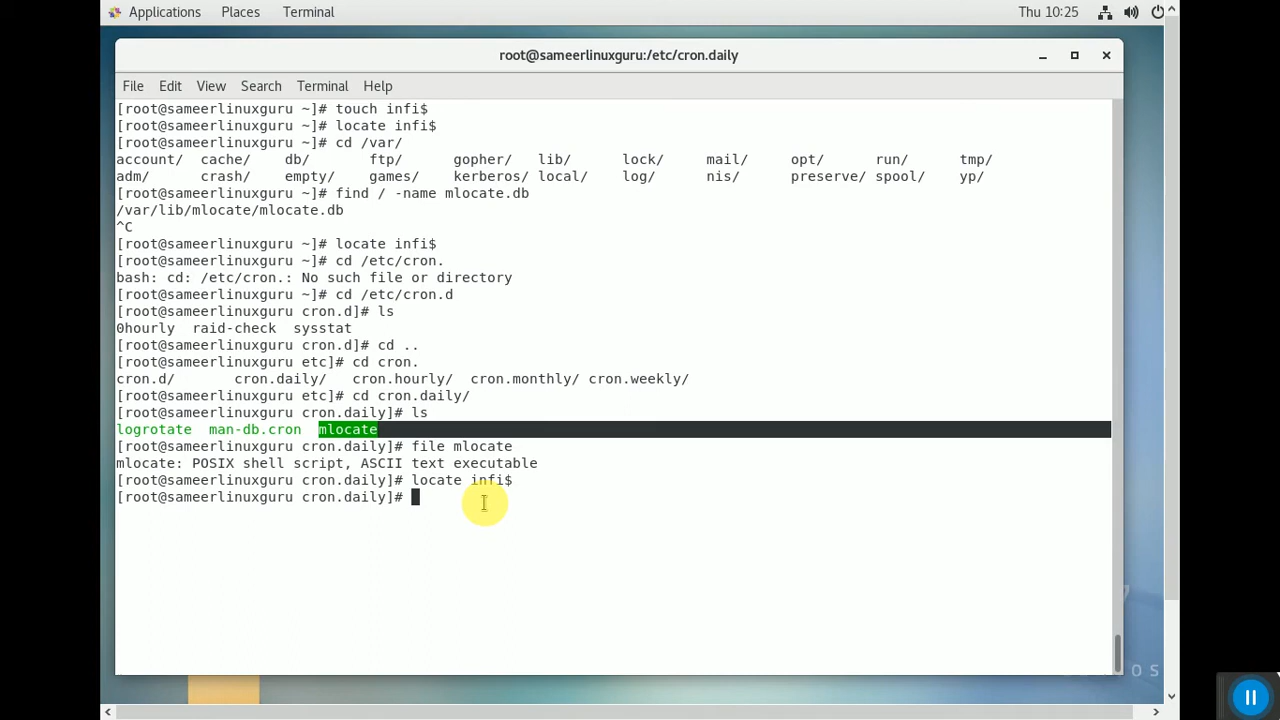 Applications Places Terminal Thu 10:25
root@sameerlinuxguru:/etc/cron.daily
File Edit View Search Terminal Help
[root@sameerlinuxguru ~]# touch infi$
[root@sameerlinuxguru ~]# locate infi$
[root@sameerlinuxguru ~]# cd /var/
account/ cache/ db/ ftp/ gopher/ lib/ lock/ mail/ opt/ run/ tmp/
adm/ crash/ empty/ games/ kerberos/ local/ log/ nis/ preserve/ spool/ yp/
[root@sameerlinuxguru ~]# find / -name mlocate.db
/var/lib/mlocate/mlocate.db
^C
[root@sameerlinuxguru ~]# locate infi$
[root@sameerlinuxguru ~]# cd /etc/cron.
bash: cd: /etc/cron.: No such file or directory
[root@sameerlinuxguru ~]# cd /etc/cron.d
[root@sameerlinuxguru cron.d]# ls
0hourly raid-check sysstat
[root@sameerlinuxguru cron.d]# cd ..
[root@sameerlinuxguru etc]# cd cron.
cron.d/ cron.daily/ cron.hourly/ cron.monthly/ cron.weekly/
[root@sameerlinuxguru etc]# cd cron.daily/
[root@sameerlinuxguru cron.daily]# ls
logrotate man-db.cron mlocate
[root@sameerlinuxguru cron.daily]# file mlocate
mlocate: POSIX shell script, ASCII text executable
[root@sameerlinuxguru cron.daily]# locate infi$
[root@sameerlinuxguru cron.daily]#
7
O S